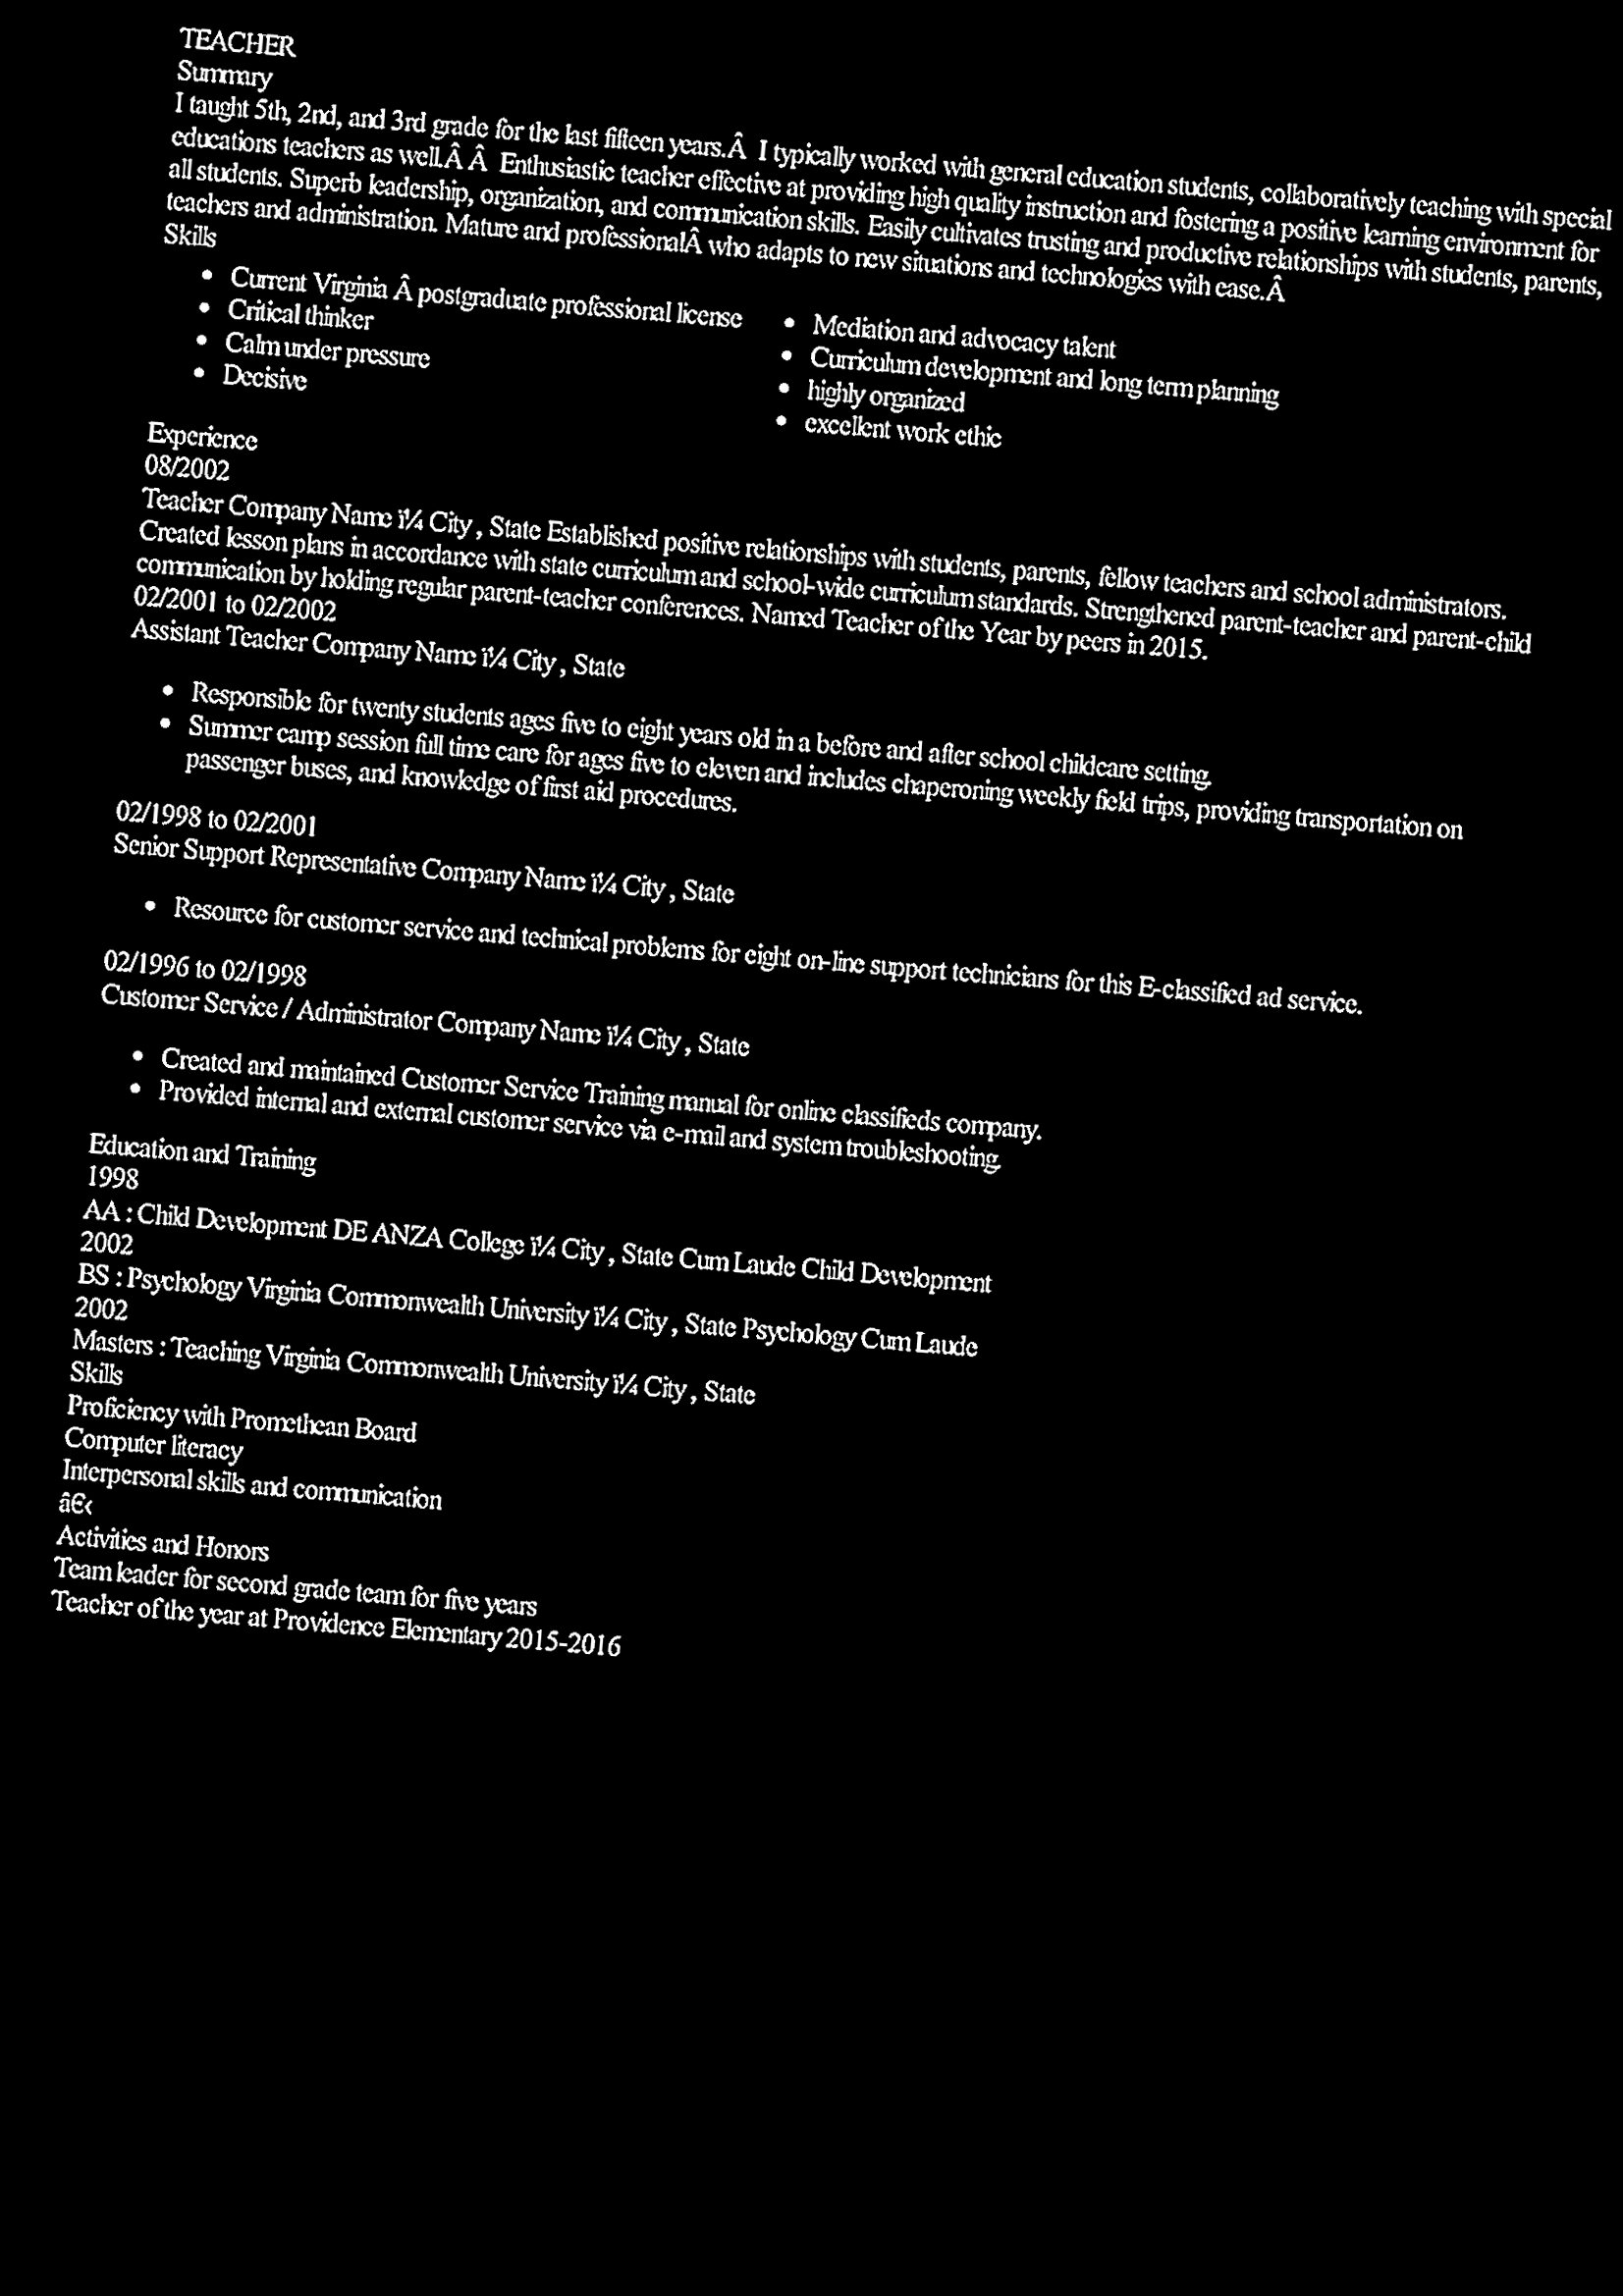 TEACHER
Summary
I taught 5th, 2nd, and 3rd grade for the last fifteen years.Â  I typically worked with general education students, collaboratively teaching with special
educations teachers as well.Â Â  Enthusiastic teacher effective at providing high quality instruction and fostering a positive learning environment for
all students. Superb leadership, organization, and communication skills. Easily cultivates trusting and productive relationships with students, parents,
teachers and administration. Mature and professionalÂ who adapts to new situations and technologies with ease.Â
Skills
• Current Virginia Â postgraduate professional license
• Critical thinker
• Calm under pressure
• Decisive
• Mediation and advocacy talent
• Curriculum development and long term planning
• highly organized
• excellent work ethic
Experience
08/2002
Teacher Company Name ï¼ City , State Established positive relationships with students, parents, fellow teachers and school administrators.
Created lesson plans in accordance with state curriculum and school-wide curriculum standards. Strengthened parent-teacher and parent-child
communication by holding regular parent-teacher conferences. Named Teacher of the Year by peers in 2015.
02/2001 to 02/2002
Assistant Teacher Company Name ï¼ City , State
• Responsible for twenty students ages five to eight years old in a before and after school childcare setting.
• Summer camp session full time care for ages five to eleven and includes chaperoning weekly field trips, providing transportation on
passenger buses, and knowledge of first aid procedures.
02/1998 to 02/2001
Senior Support Representative Company Name ï¼ City , State
• Resource for customer service and technical problems for eight on-line support technicians for this E-classified ad service.
02/1996 to 02/1998
Customer Service / Administrator Company Name ï¼ City , State
• Created and maintained Customer Service Training manual for online classifieds company.
• Provided internal and external customer service via e-mail and system troubleshooting.
Education and Training
1998
AA : Child Development DE ANZA College ï¼ City , State Cum Laude Child Development
2002
BS : Psychology Virginia Commonwealth University ï¼ City , State Psychology Cum Laude
2002
Masters : Teaching Virginia Commonwealth University ï¼ City , State
Skills
Proficiency with Promethean Board
Computer literacy
Interpersonal skills and communication
â€‹
Activities and Honors
Team leader for second grade team for five years
Teacher of the year at Providence Elementary 2015-2016